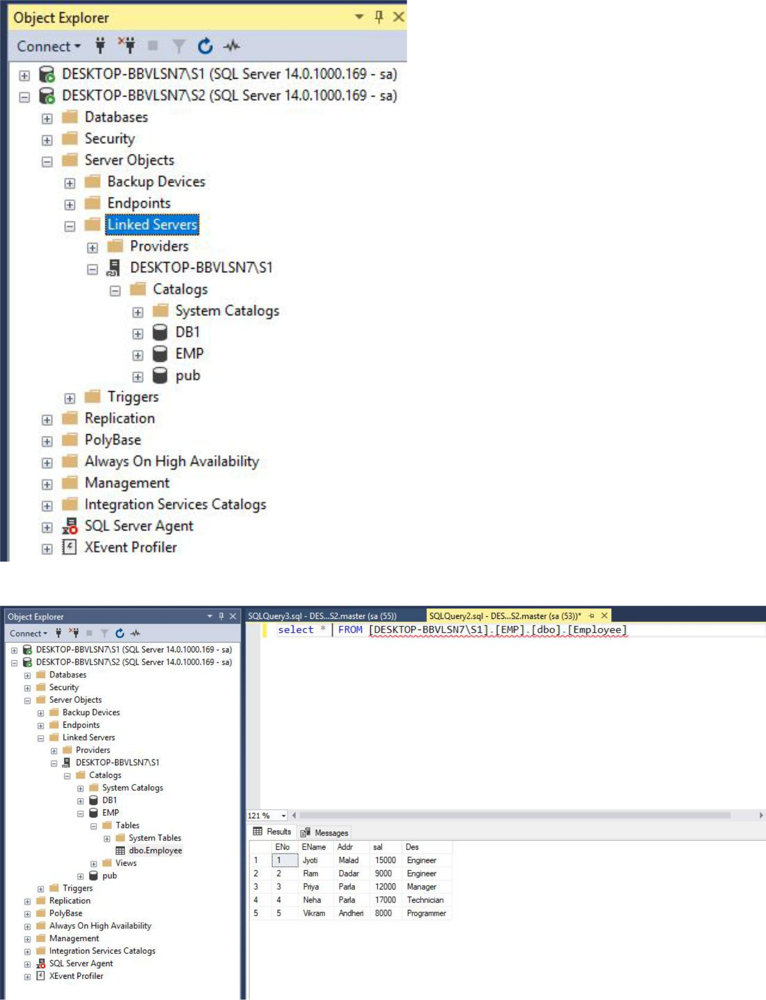 Object Explorer
Connect
DESKTOP-BBVLSN7\S1 (SQL Server 14.0.1000.169 - sa)
DESKTOP-BBVLSN7\S2 (SQL Server 14.0.1000.169 - sa)
Databases
Security
Server Objects
Backup Devices
Endpoints
Linked Servers
Providers
DESKTOP-BBVLSN7\S1
Catalogs
System Catalogs
DB1
EMP
pub
Triggers
Replication
PolyBase
Always On High Availability
Management
Integration Services Catalogs
SQL Server Agent
XEvent Profiler
Object Explorer
Connect
DESKTOP-BBVLSN7\S1 (SQL Server 14.0.1000.169 - sa)
DESKTOP-BBVLSN7\S2 (SQL Server 14.0.1000.169 - sa)
Databases
Security
Server Objects
Backup Devices
Endpoints
Linked Servers
Providers
DESKTOP-BBVLSN7\S1
Catalogs
System Catalogs
DB1
EMP
Tables
System Tables
dbo.Employee
Views
pub
Triggers
Replication
PolyBase
Always On High Availability
Management
Integration Services Catalogs
SQL Server Agent
XEvent Profiler
SQLQuery3.sql - DES...S2.master (sa (55)) SQLQuery2.sql - DES...S2.master (sa (53))*
select * FROM [DESKTOP-BBVLSN7\S1].[EMP].[dbo].[Employee]
121 %
Results Messages
ENo EName Addr sal Des
1 1 Jyoti Malad 15000 Engineer
2 2 Ram Dadar 9000 Engineer
3 3 Priya Parla 12000 Manager
4 4 Neha Parla 17000 Technician
5 5 Vikram Andheri 8000 Programmer